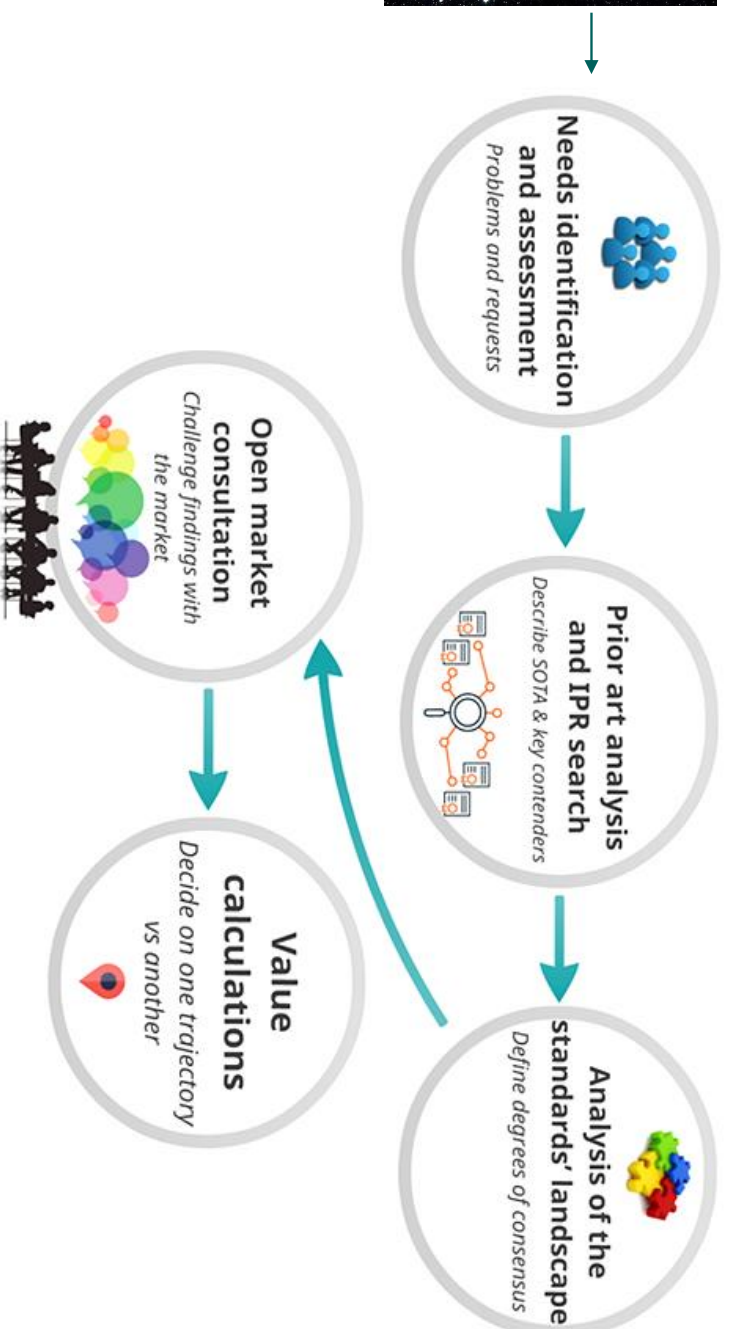 Needs identification
and assessment
Problems and requests
Prior art analysis
and IPR search
Describe SOTA & key contenders
Analysis of the
standards’ landscape
Define degrees of consensus
Open market
consultation
Challenge findings with
the market
Value
calculations
Decide on one trajectory
vs another